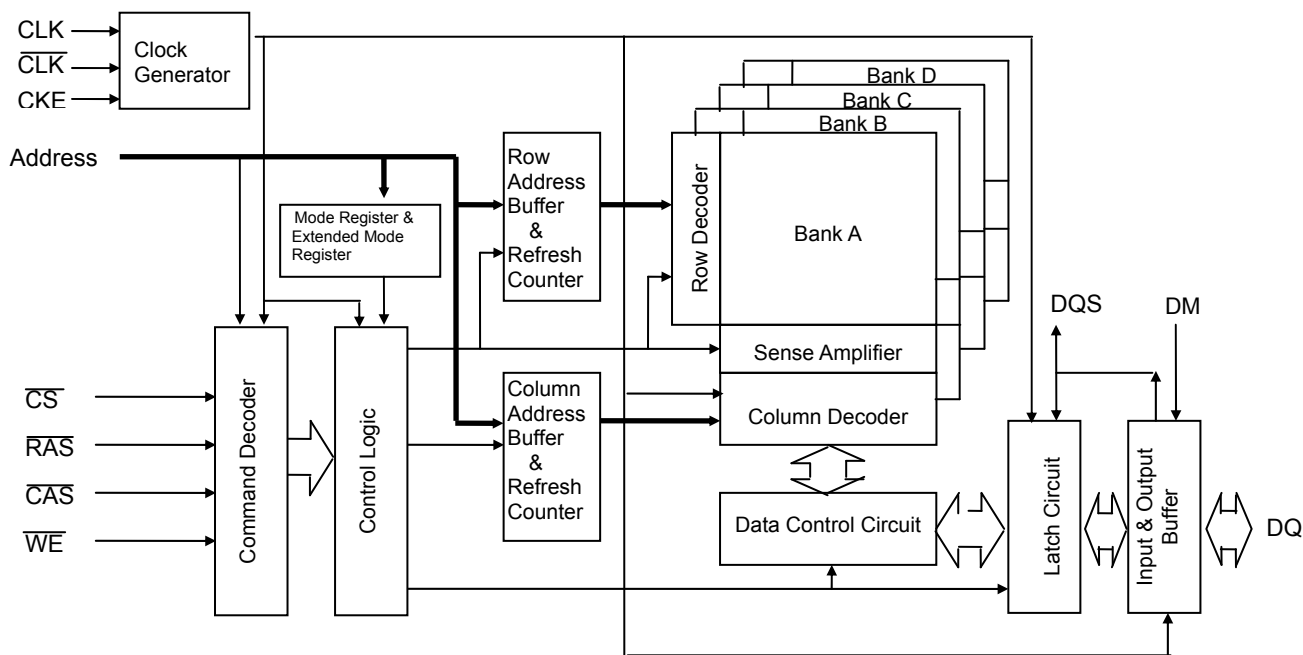 CLK
CLK
CKE
Clock
Generator
Address
Mode Register &
Extended Mode
Register
Row
Address
Buffer
&
Refresh
Counter
Row Decoder
Bank D
Bank C
Bank B
Bank A
Sense Amplifier
Column Decoder
Column
Address
Buffer
&
Refresh
Counter
CS
RAS
CAS
WE
Command Decoder
Control Logic
Data Control Circuit
DQS
DM
Latch Circuit
Input & Output
Buffer
DQ